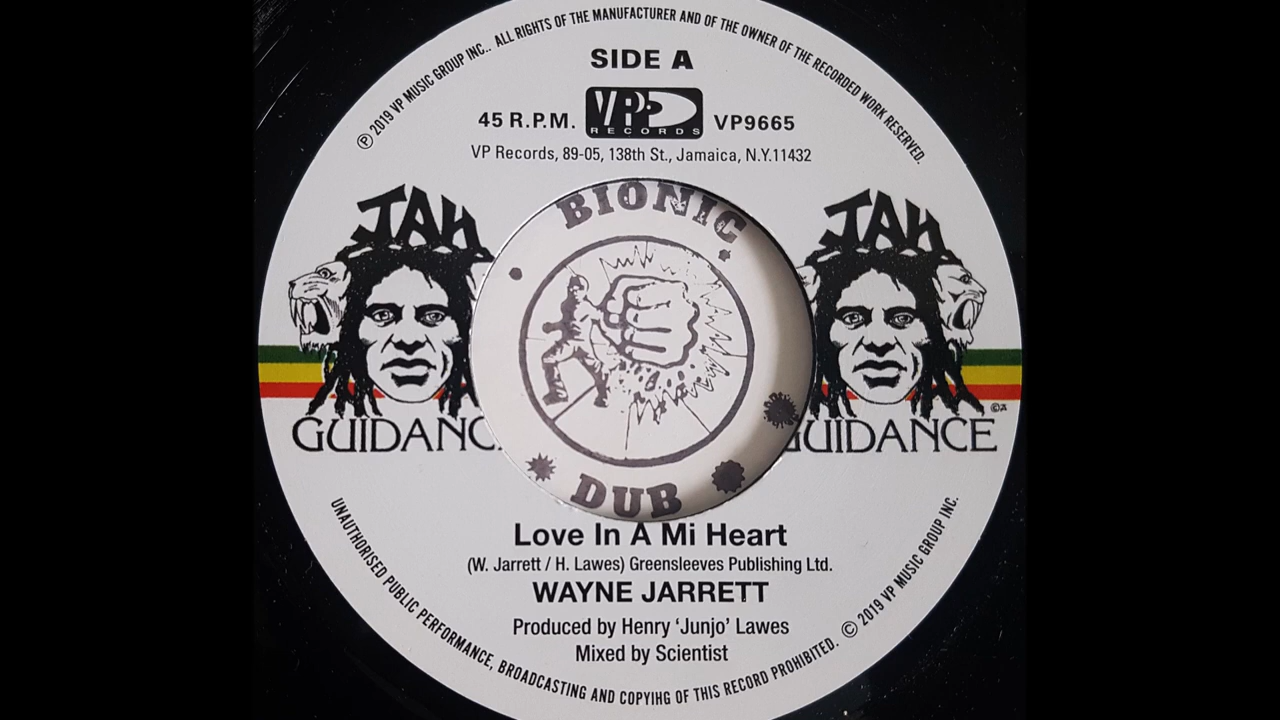 Ⓟ 2019 VP MUSIC GROUP INC.. ALL RIGHTS OF THE MANUFACTURER AND OF THE OWNER OF THE RECORDED WORK RESERVED.
SIDE A
45 R.P.M.
VP
RECORDS
VP9665
VP Records, 89-05, 138th St., Jamaica, N.Y.11432
BIONIC
JAH
JAH
GUIDANC
UIDANCE
DUB
Love In A Mi Heart
(W. Jarrett / H. Lawes) Greensleeves Publishing Ltd.
WAYNE JARRETT
Produced by Henry ‘Junjo’ Lawes
Mixed by Scientist
UNAUTHORISED PUBLIC PERFORMANCE, BROADCASTING AND COPYIHG OF THIS RECORD PROHIBITED. © 2019 VP MUSIC GROUP INC.